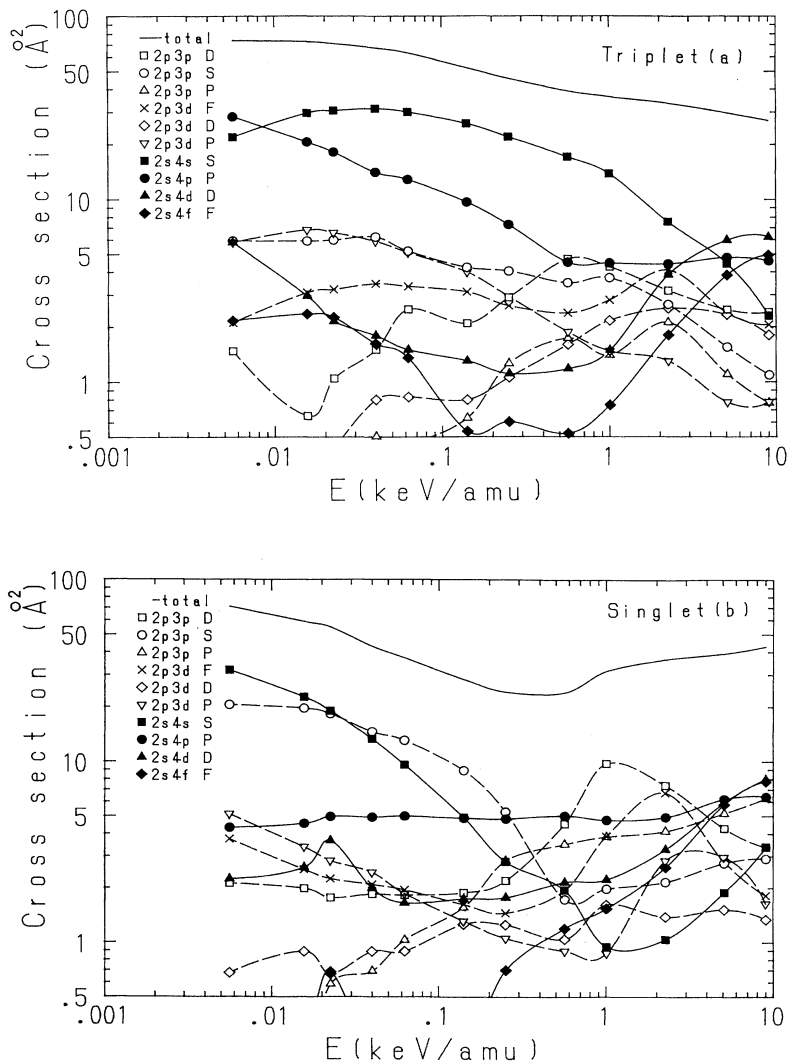 Cross section (Å²)
100
50
10
5
1
.5
—total
2p3p D
2p3p S
2p3p P
2p3d F
2p3d D
2p3d P
2s4s S
2s4p P
2s4d D
2s4f F
Triplet(a)
.001
.01
.1
1
10
E(keV/amu)
Cross section (Å²)
100
50
10
5
1
.5
-total
2p3p D
2p3p S
2p3p P
2p3d F
2p3d D
2p3d P
2s4s S
2s4p P
2s4d D
2s4f F
Singlet(b)
.001
.01
.1
1
10
E(keV/amu)